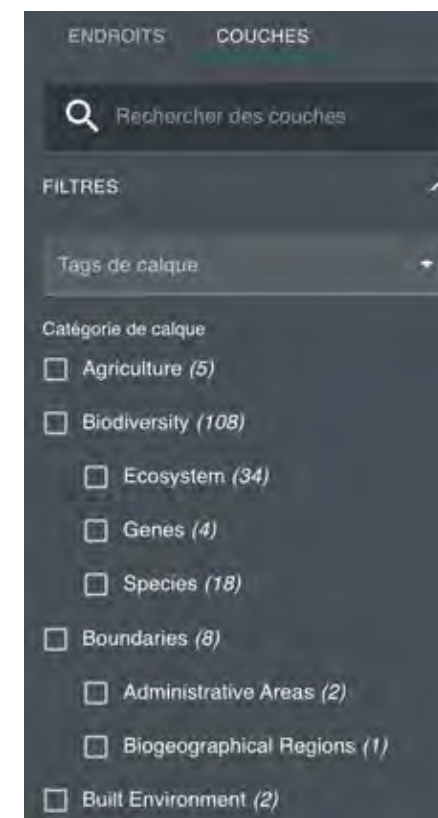 ENDROITS COUCHES
Rechercher des couches
FILTRES
Tags de calque
Catégorie de calque
Agriculture (5)
Biodiversity (108)
Ecosystem (34)
Genes (4)
Species (18)
Boundaries (8)
Administrative Areas (2)
Biogeographical Regions (1)
Built Environment (2)